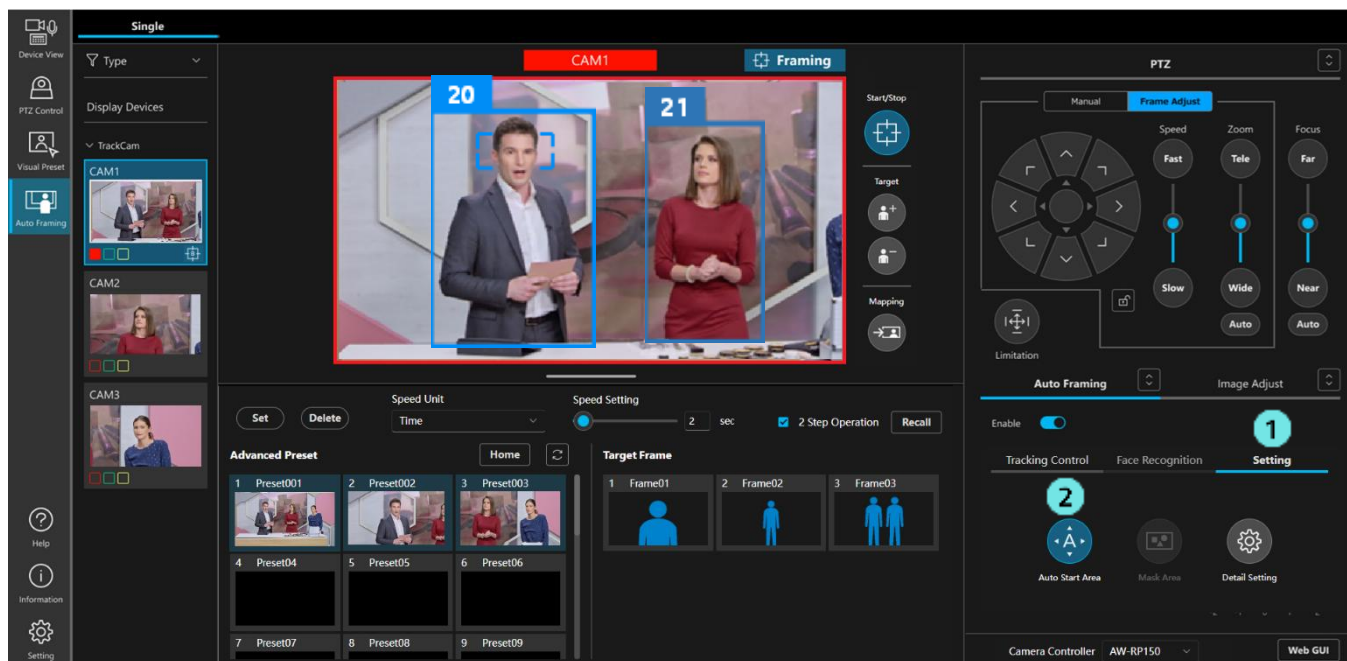 Single
Device View
PTZ Control
Visual Preset
Auto Framing
Help
Information
Setting
Type
Display Devices
TrackCam
CAM1
CAM2
CAM3
CAM1
Framing
20
21
Start/Stop
Target
Mapping
Speed Unit
Speed Setting
Set
Delete
Time
2 sec
2 Step Operation
Recall
Advanced Preset
Home
Target Frame
1 Preset001
2 Preset002
3 Preset003
4 Preset04
5 Preset05
6 Preset06
7 Preset07
8 Preset08
9 Preset09
1 Frame01
2 Frame02
3 Frame03
PTZ
Manual
Frame Adjust
Speed
Zoom
Focus
Fast
Tele
Far
Slow
Wide
Near
Auto
Auto
Limitation
Auto Framing
Image Adjust
Enable
1
Tracking Control
Face Recognition
Setting
2
A
Auto Start Area
Mask Area
Detail Setting
Camera Controller
AW-RP150
Web GUI